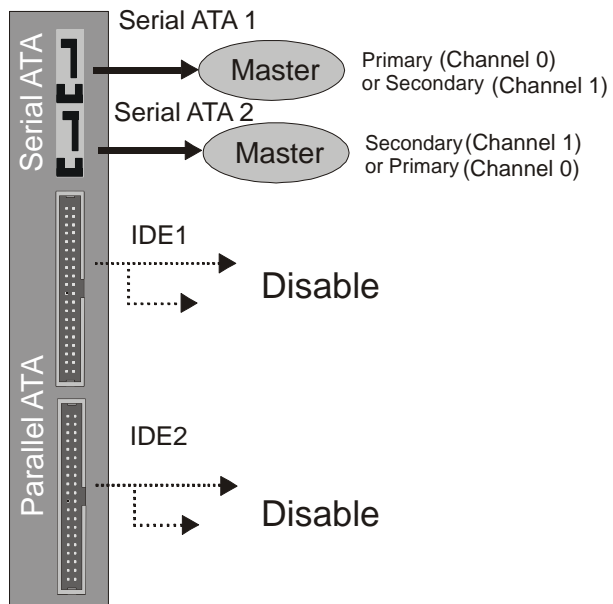 Serial ATA
Serial ATA 1
Master
Primary (Channel 0)
or Secondary (Channel 1)
Serial ATA 2
Master
Secondary (Channel 1)
or Primary (Channel 0)
Parallel ATA
IDE1
Disable
IDE2
Disable